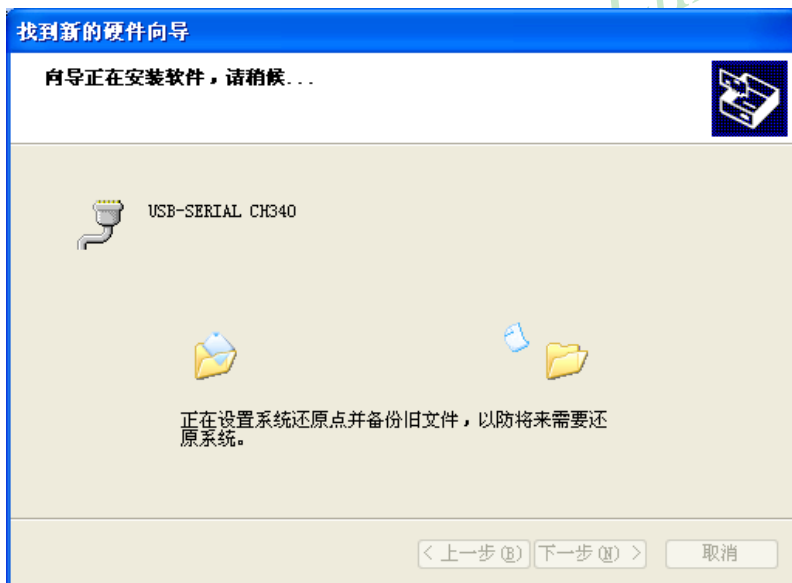 找到新的硬件向导
向导正在安装软件，请稍候...
USB-SERIAL CH340
正在设置系统还原点并备份旧文件，以防将来需要还
原系统。
< 上一步(B) 下一步(N) > 取消